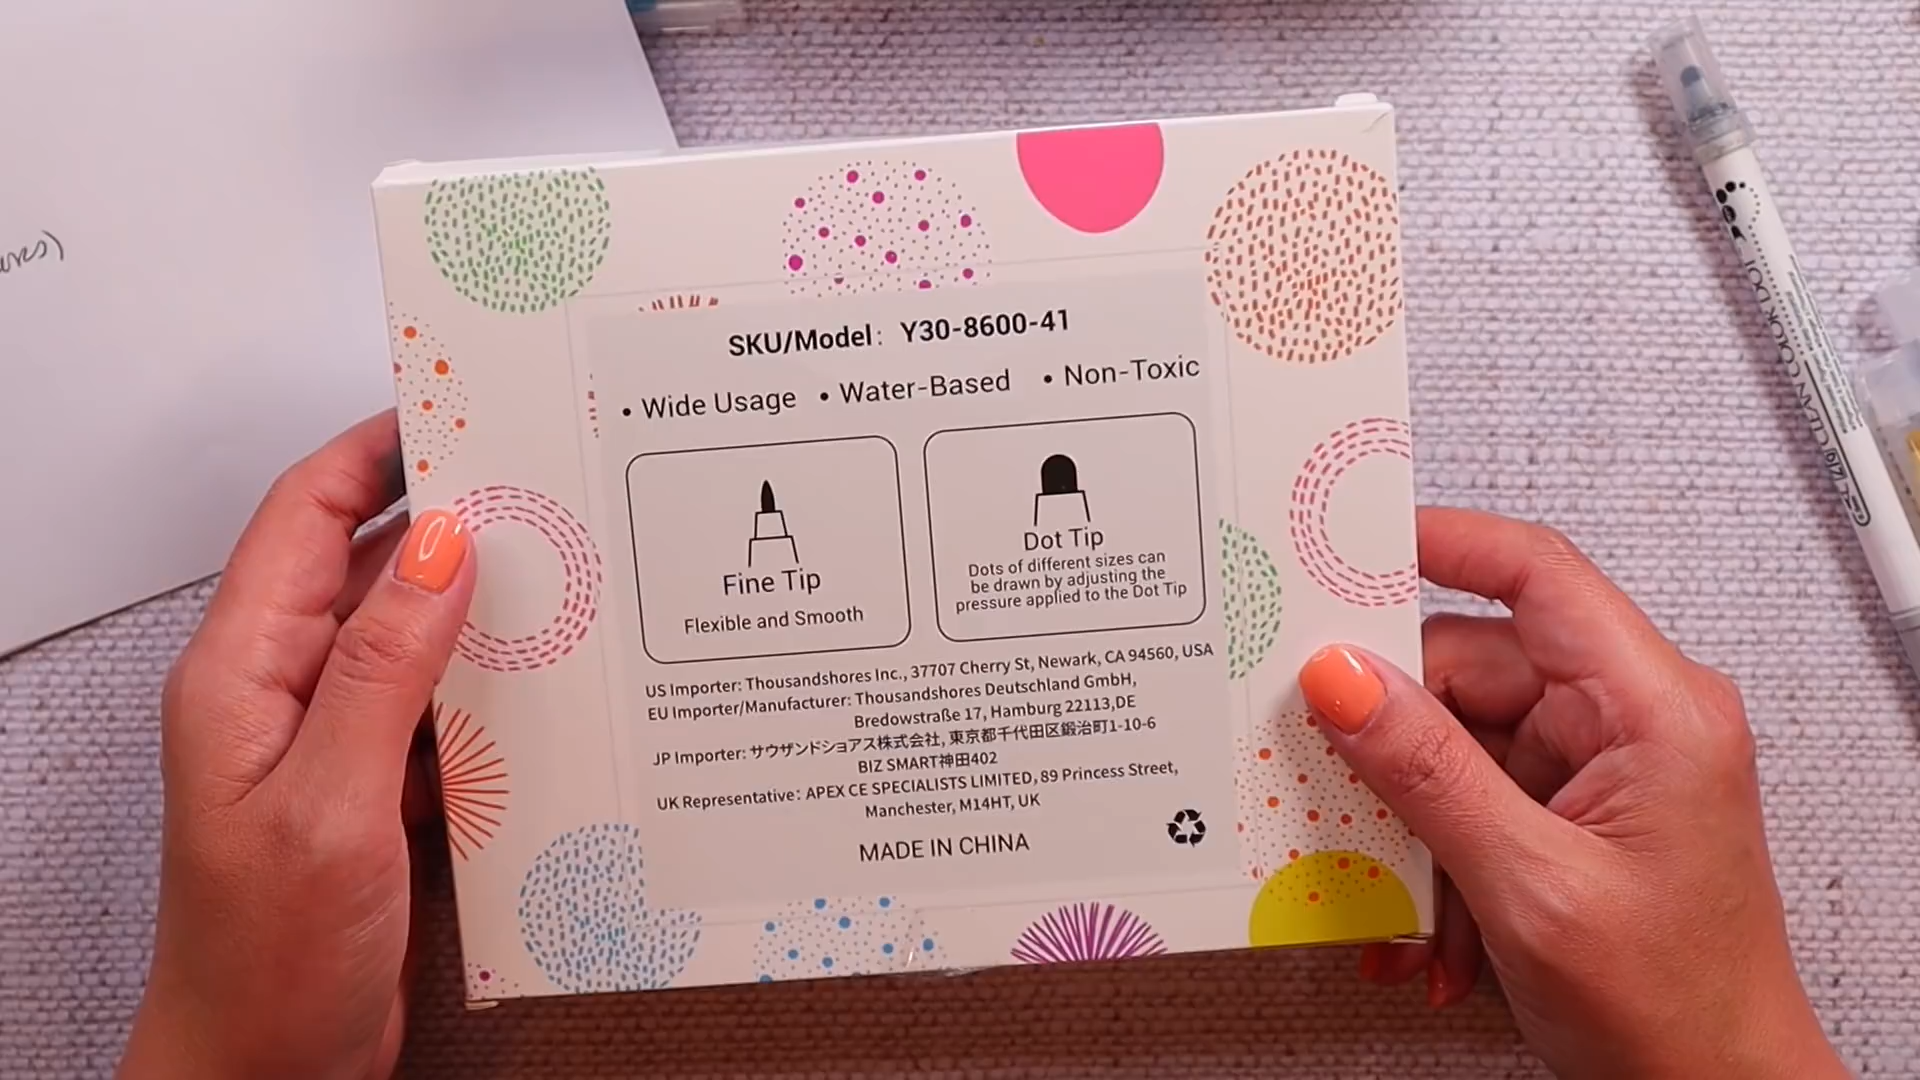 SKU/Model: Y30-8600-41
• Wide Usage • Water-Based • Non-Toxic
Fine Tip
Flexible and Smooth
Dot Tip
Dots of different sizes can
be drawn by adjusting the
pressure applied to the Dot Tip
US Importer: Thousandshores Inc., 37707 Cherry St, Newark, CA 94560, USA
EU Importer/Manufacturer: Thousandshores Deutschland GmbH,
Bredowstraße 17, Hamburg 22113,DE
JP Importer: サウザンドショアス株式会社, 東京都千代田区鍛治町1-10-6
BIZ SMART神田402
UK Representative: APEX CE SPECIALISTS LIMITED, 89 Princess Street,
Manchester, M14HT, UK
MADE IN CHINA
ZIG CLEAN COLOR DOT